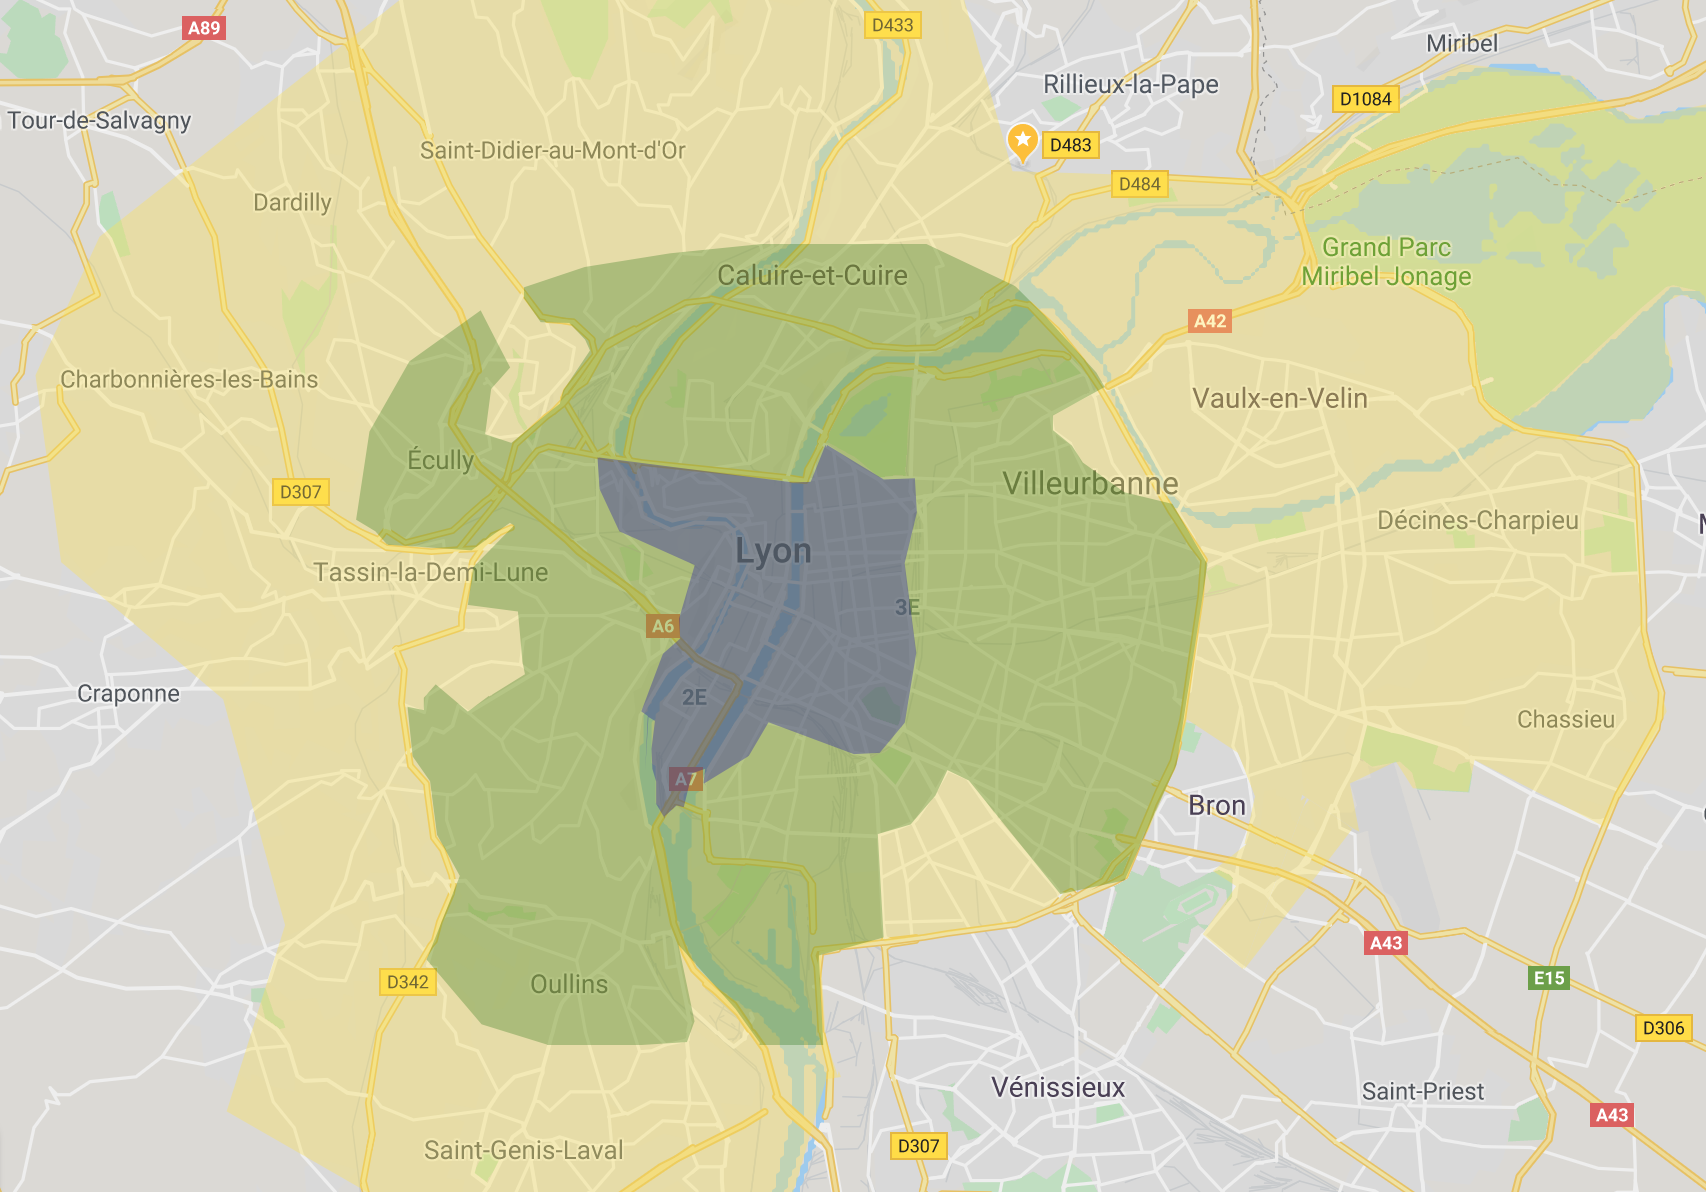 A89
D433
Miribel
Rillieux-la-Pape
D1084
Tour-de-Salvagny
Saint-Didier-au-Mont-d'Or
D483
D484
Dardilly
Grand Parc
Miribel Jonage
Caluire-et-Cuire
A42
Charbonnières-les-Bains
Vaulx-en-Velin
Écully
D307
Villeurbanne
Décines-Charpieu
Lyon
Tassin-la-Demi-Lune
3E
A6
Craponne
2E
Chassieu
A7
Bron
A43
D342
Oullins
E15
D306
Vénissieux
Saint-Priest
A43
Saint-Genis-Laval
D307